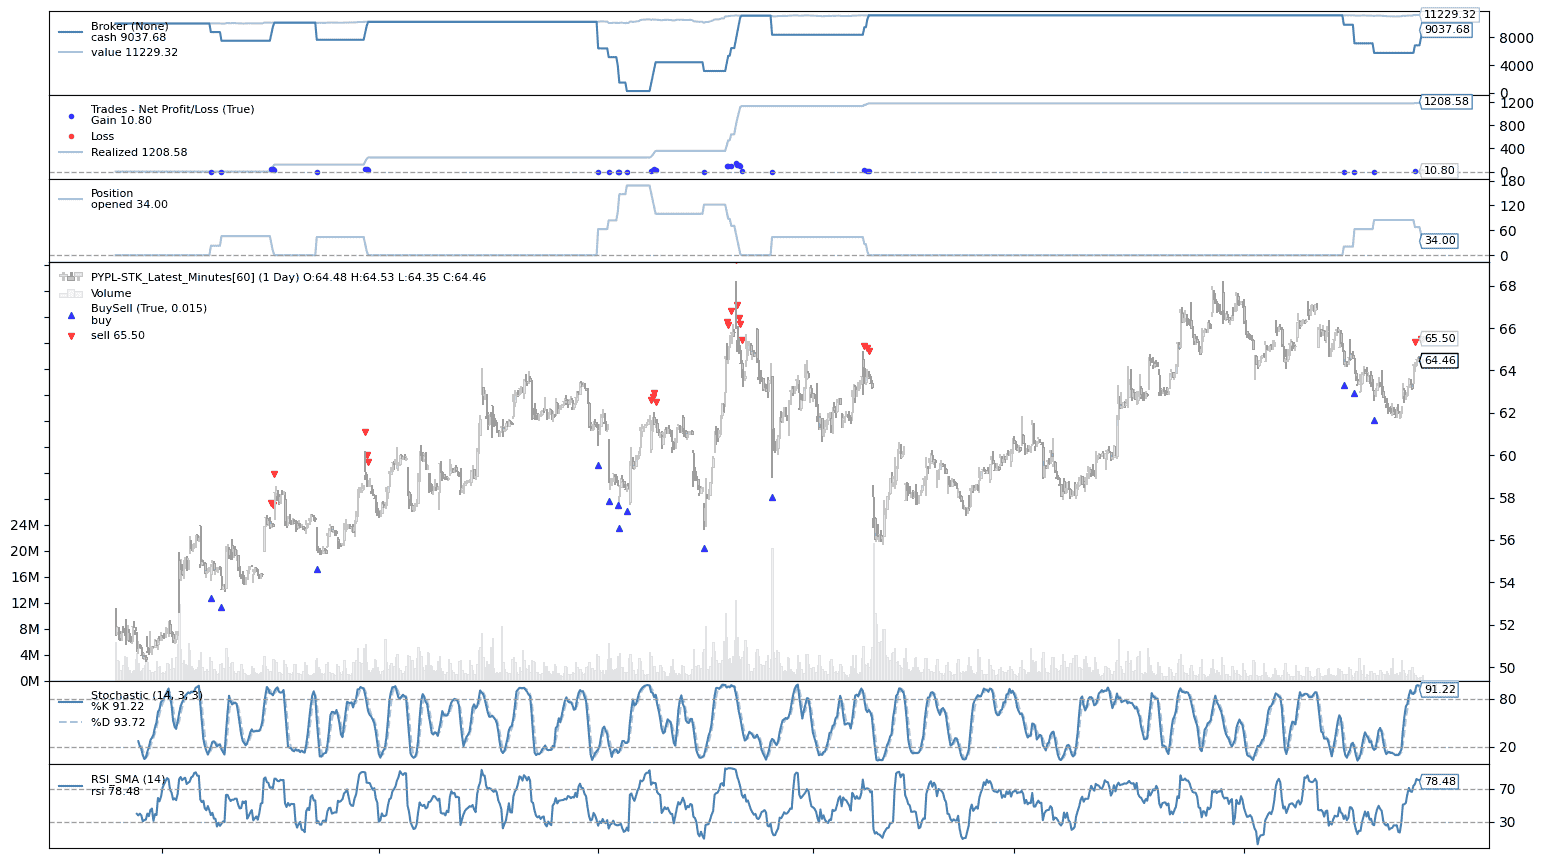 Broker (None)
cash 9037.68
value 11229.32
11229.32
9037.68
8000
4000
0
Trades - Net Profit/Loss (True)
Gain 10.80
Loss
Realized 1208.58
1208.58
1200
800
400
0
10.80
Position
opened 34.00
180
120
60
0
34.00
PYPL-STK_Latest_Minutes[60] (1 Day) O:64.48 H:64.53 L:64.35 C:64.46
Volume
BuySell (True, 0.015)
buy
sell 65.50
65.50
64.46
68
66
64
62
60
58
56
54
52
50
24M
20M
16M
12M
8M
4M
0M
Stochastic (14, 3, 3)
%K 91.22
%D 93.72
91.22
80
20
RSI_SMA (14)
rsi 78.48
78.48
70
30